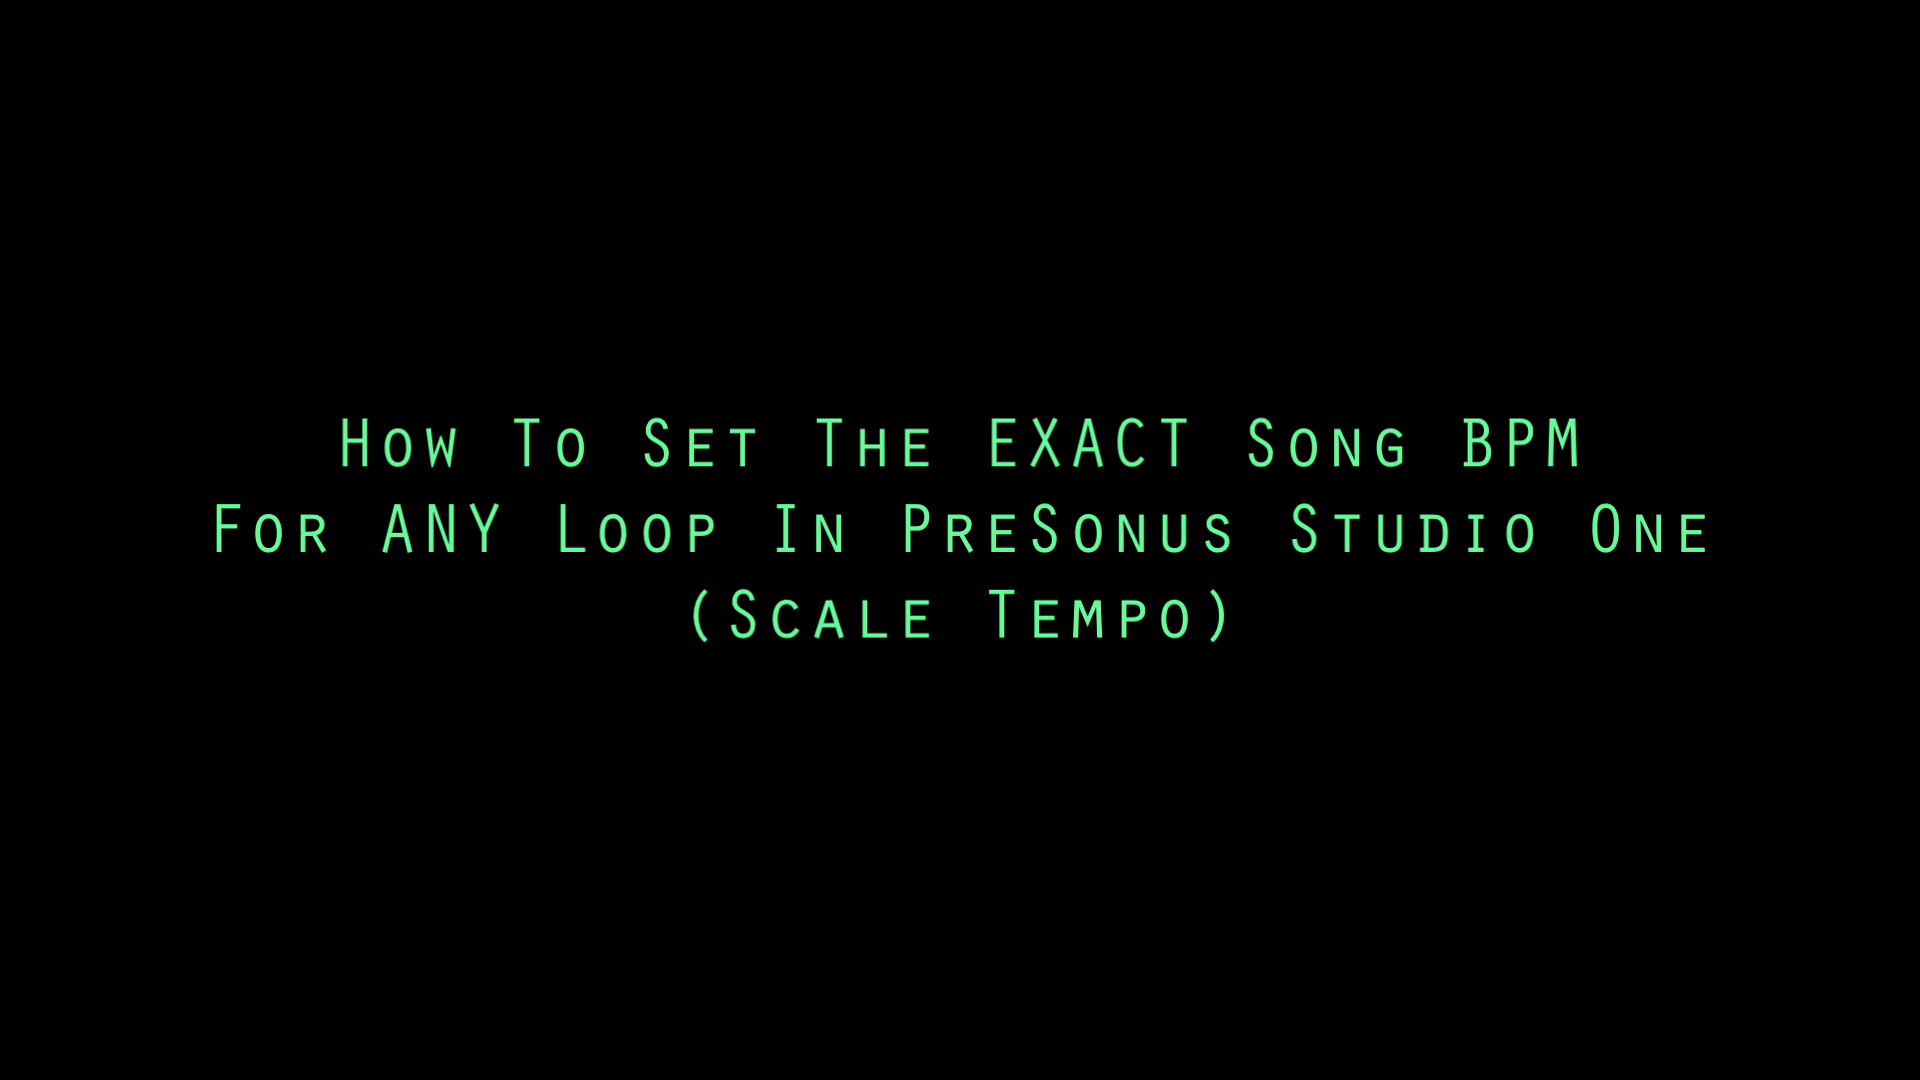 How To Set The EXACT Song BPM
For ANY Loop In PreSonus Studio One
(Scale Tempo)